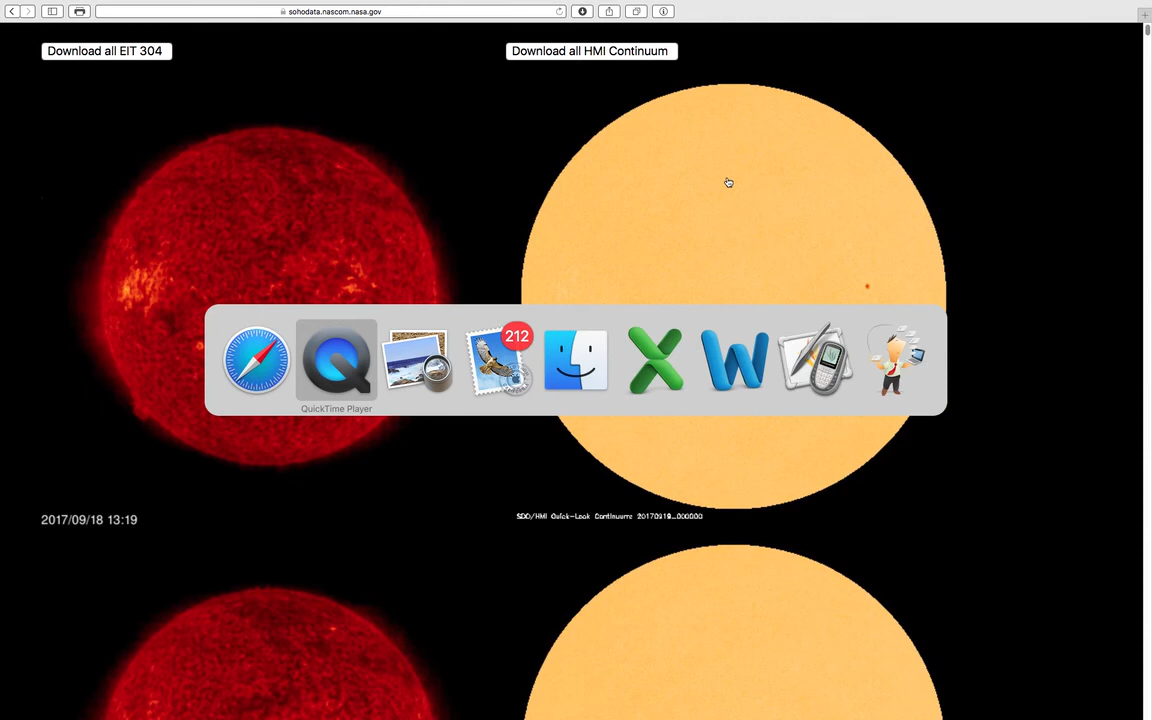 sohodata.nascom.nasa.gov
Download all EIT 304
Download all HMI Continuum
212
QuickTime Player
2017/09/18 13:19
SDO/HMI Quick-Look Continuum: